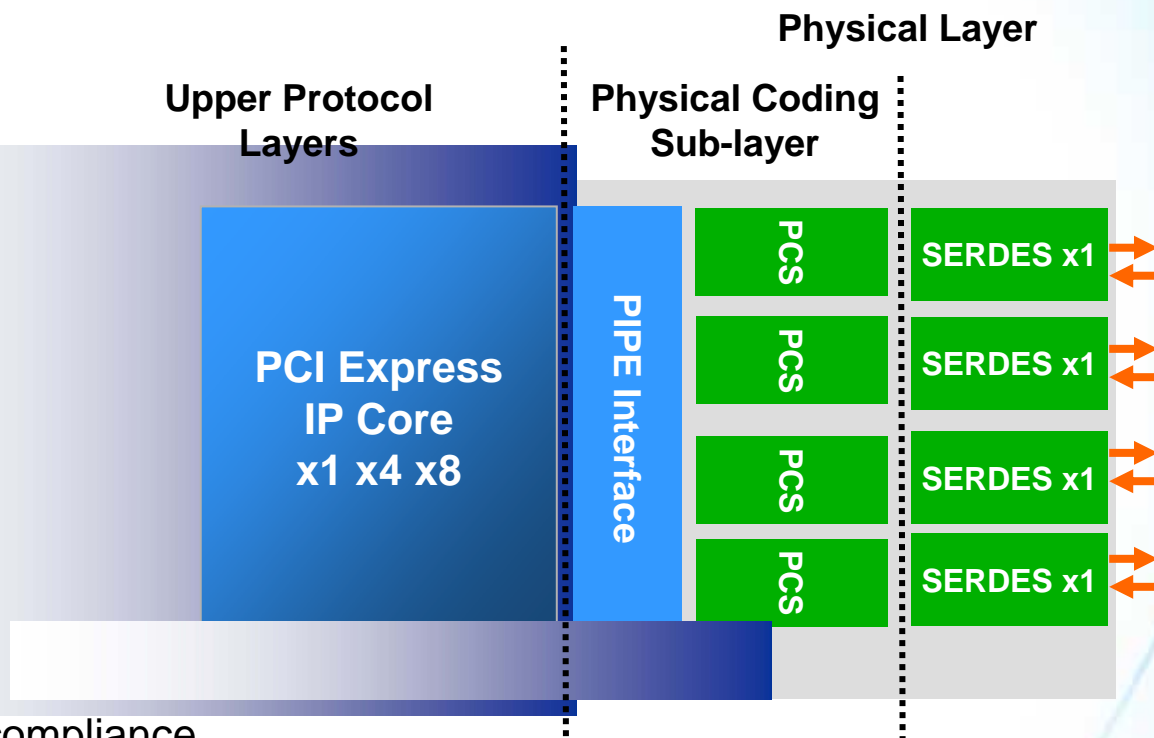 Physical Layer
Upper Protocol
Layers
Physical Coding
Sub-layer
PCI Express
IP Core
x1 x4 x8
PIPE Interface
PCS
SERDES x1
PCS
SERDES x1
PCS
SERDES x1
PCS
SERDES x1
compliance